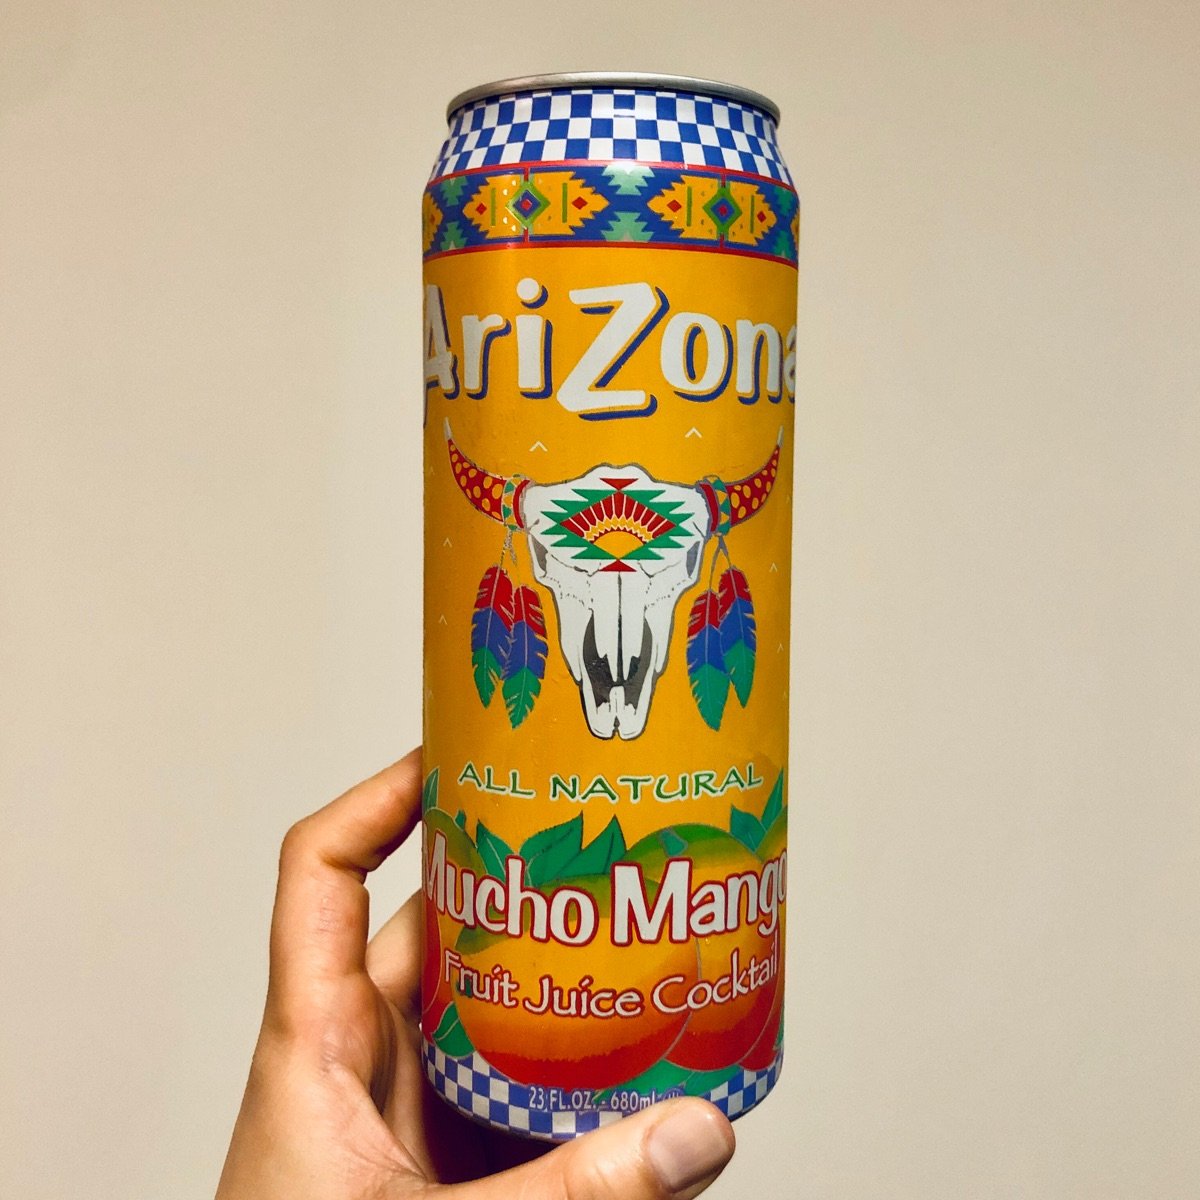 AriZona
ALL NATURAL
Mucho Mango
Fruit Juice Cocktail
23 FL.OZ. - 680mL